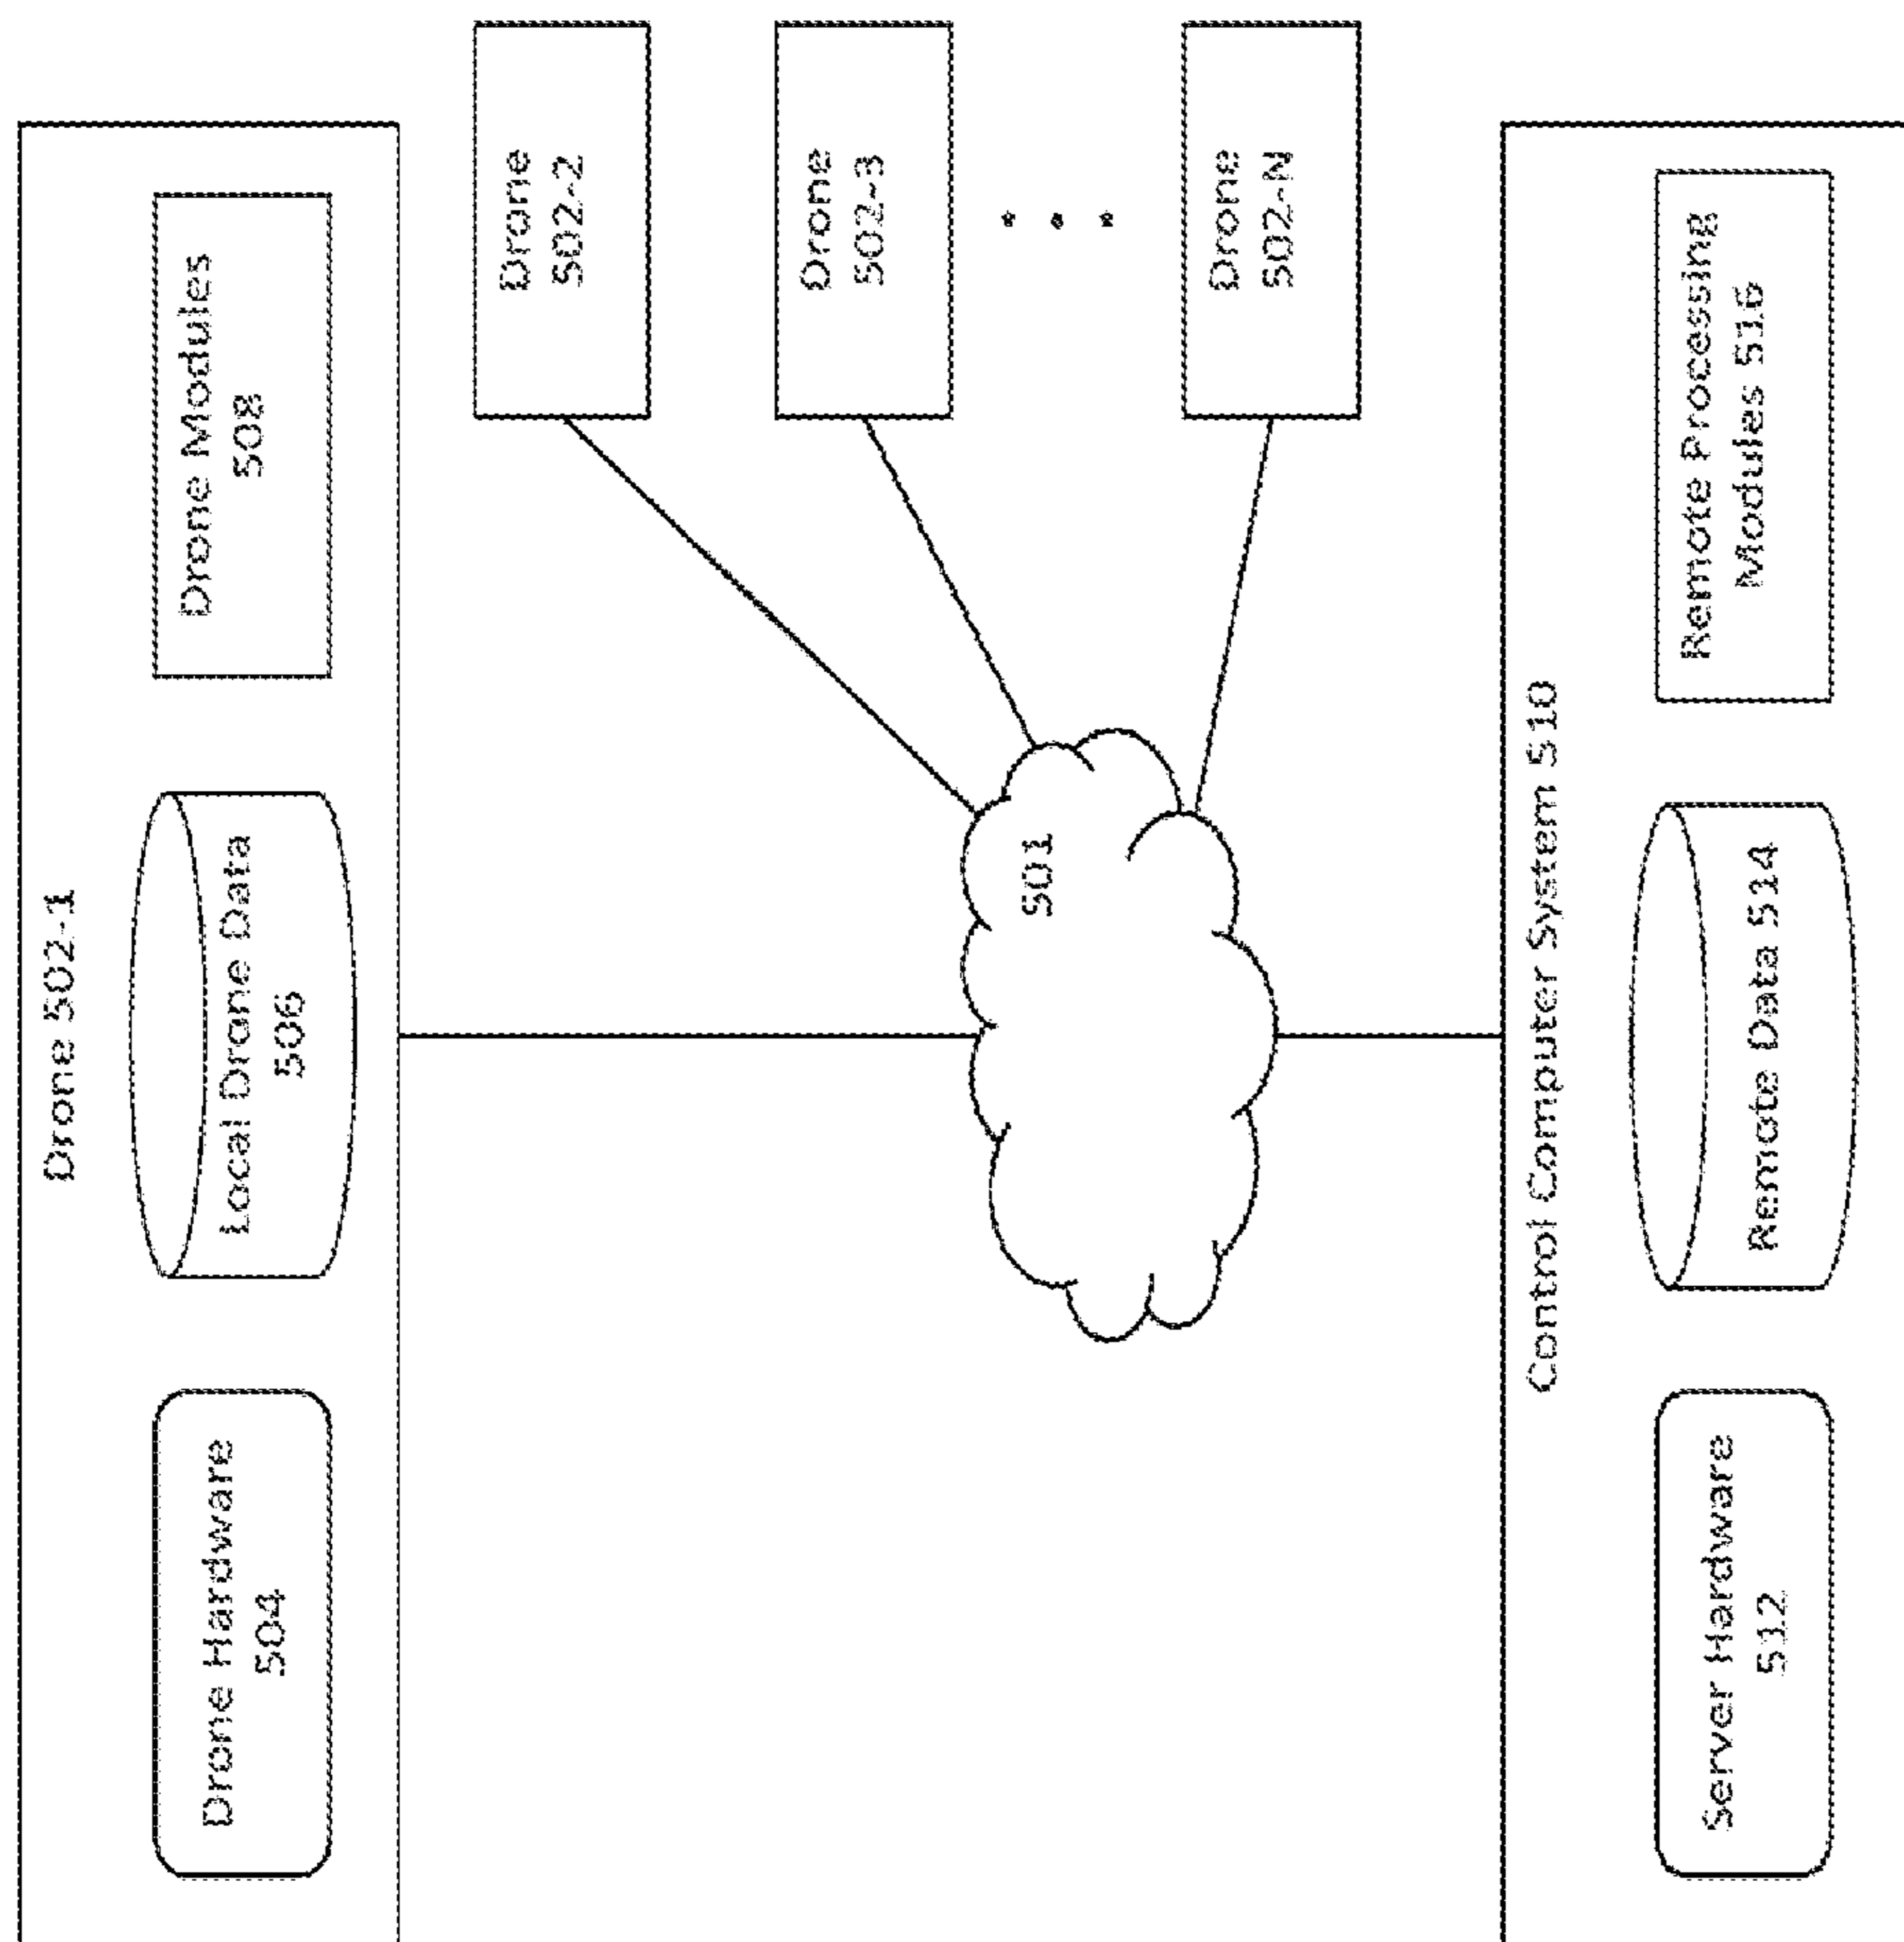 Drone 502-1
Drone Hardware
504
Local Drone Data
506
Drone Modules
508
Drone
502-2
Drone
502-3
Drone
502-N
501
Control Computer System 510
Server Hardware
512
Remote Data 514
Remote Processing
Modules 516